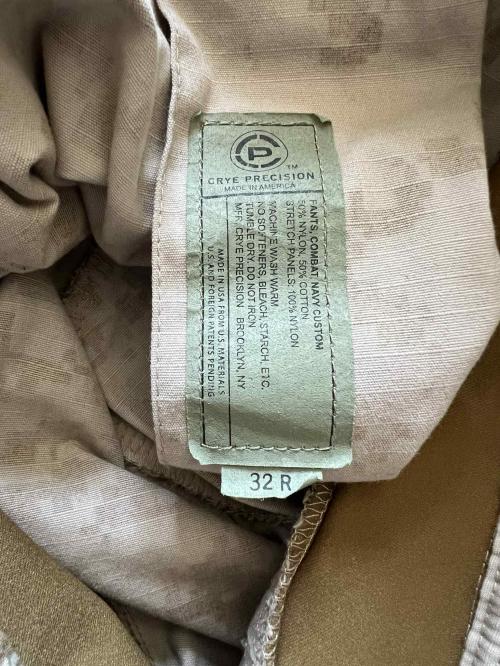 CP
TM
CRYE PRECISION
MADE IN AMERICA
PANTS, COMBAT, NAVY CUSTOM
50% NYLON, 50% COTTON
STRETCH PANELS: 100% NYLON
MACHINE WASH WARM
NO SOFTENERS, BLEACH, STARCH, ETC.
TUMBLE DRY, DO NOT IRON
MFR: CRYE PRECISION BROOKLYN, NY
MADE IN USA FROM U.S. MATERIALS
U.S. AND FOREIGN PATENTS PENDING
32 R